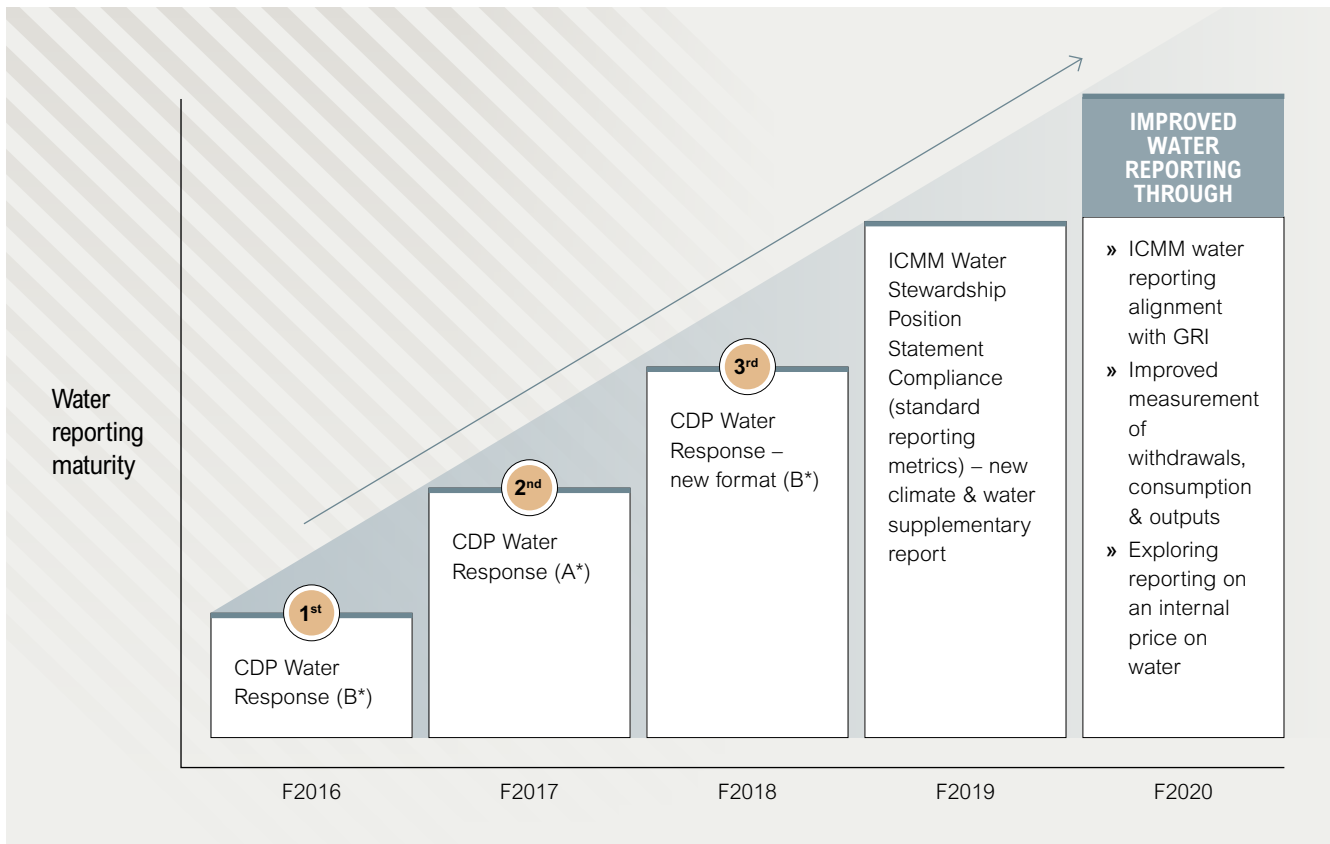 Water
reporting
maturity
1st
CDP Water
Response (B*)
F2016
2nd
CDP Water
Response (A*)
F2017
3rd
CDP Water
Response –
new format (B*)
F2018
ICMM Water
Stewardship
Position
Statement
Compliance
(standard
reporting
metrics) – new
climate & water
supplementary
report
F2019
IMPROVED
WATER
REPORTING
THROUGH
» ICMM water
reporting
alignment
with GRI
» Improved
measurement
of
withdrawals,
consumption
& outputs
» Exploring
reporting on
an internal
price on
water
F2020